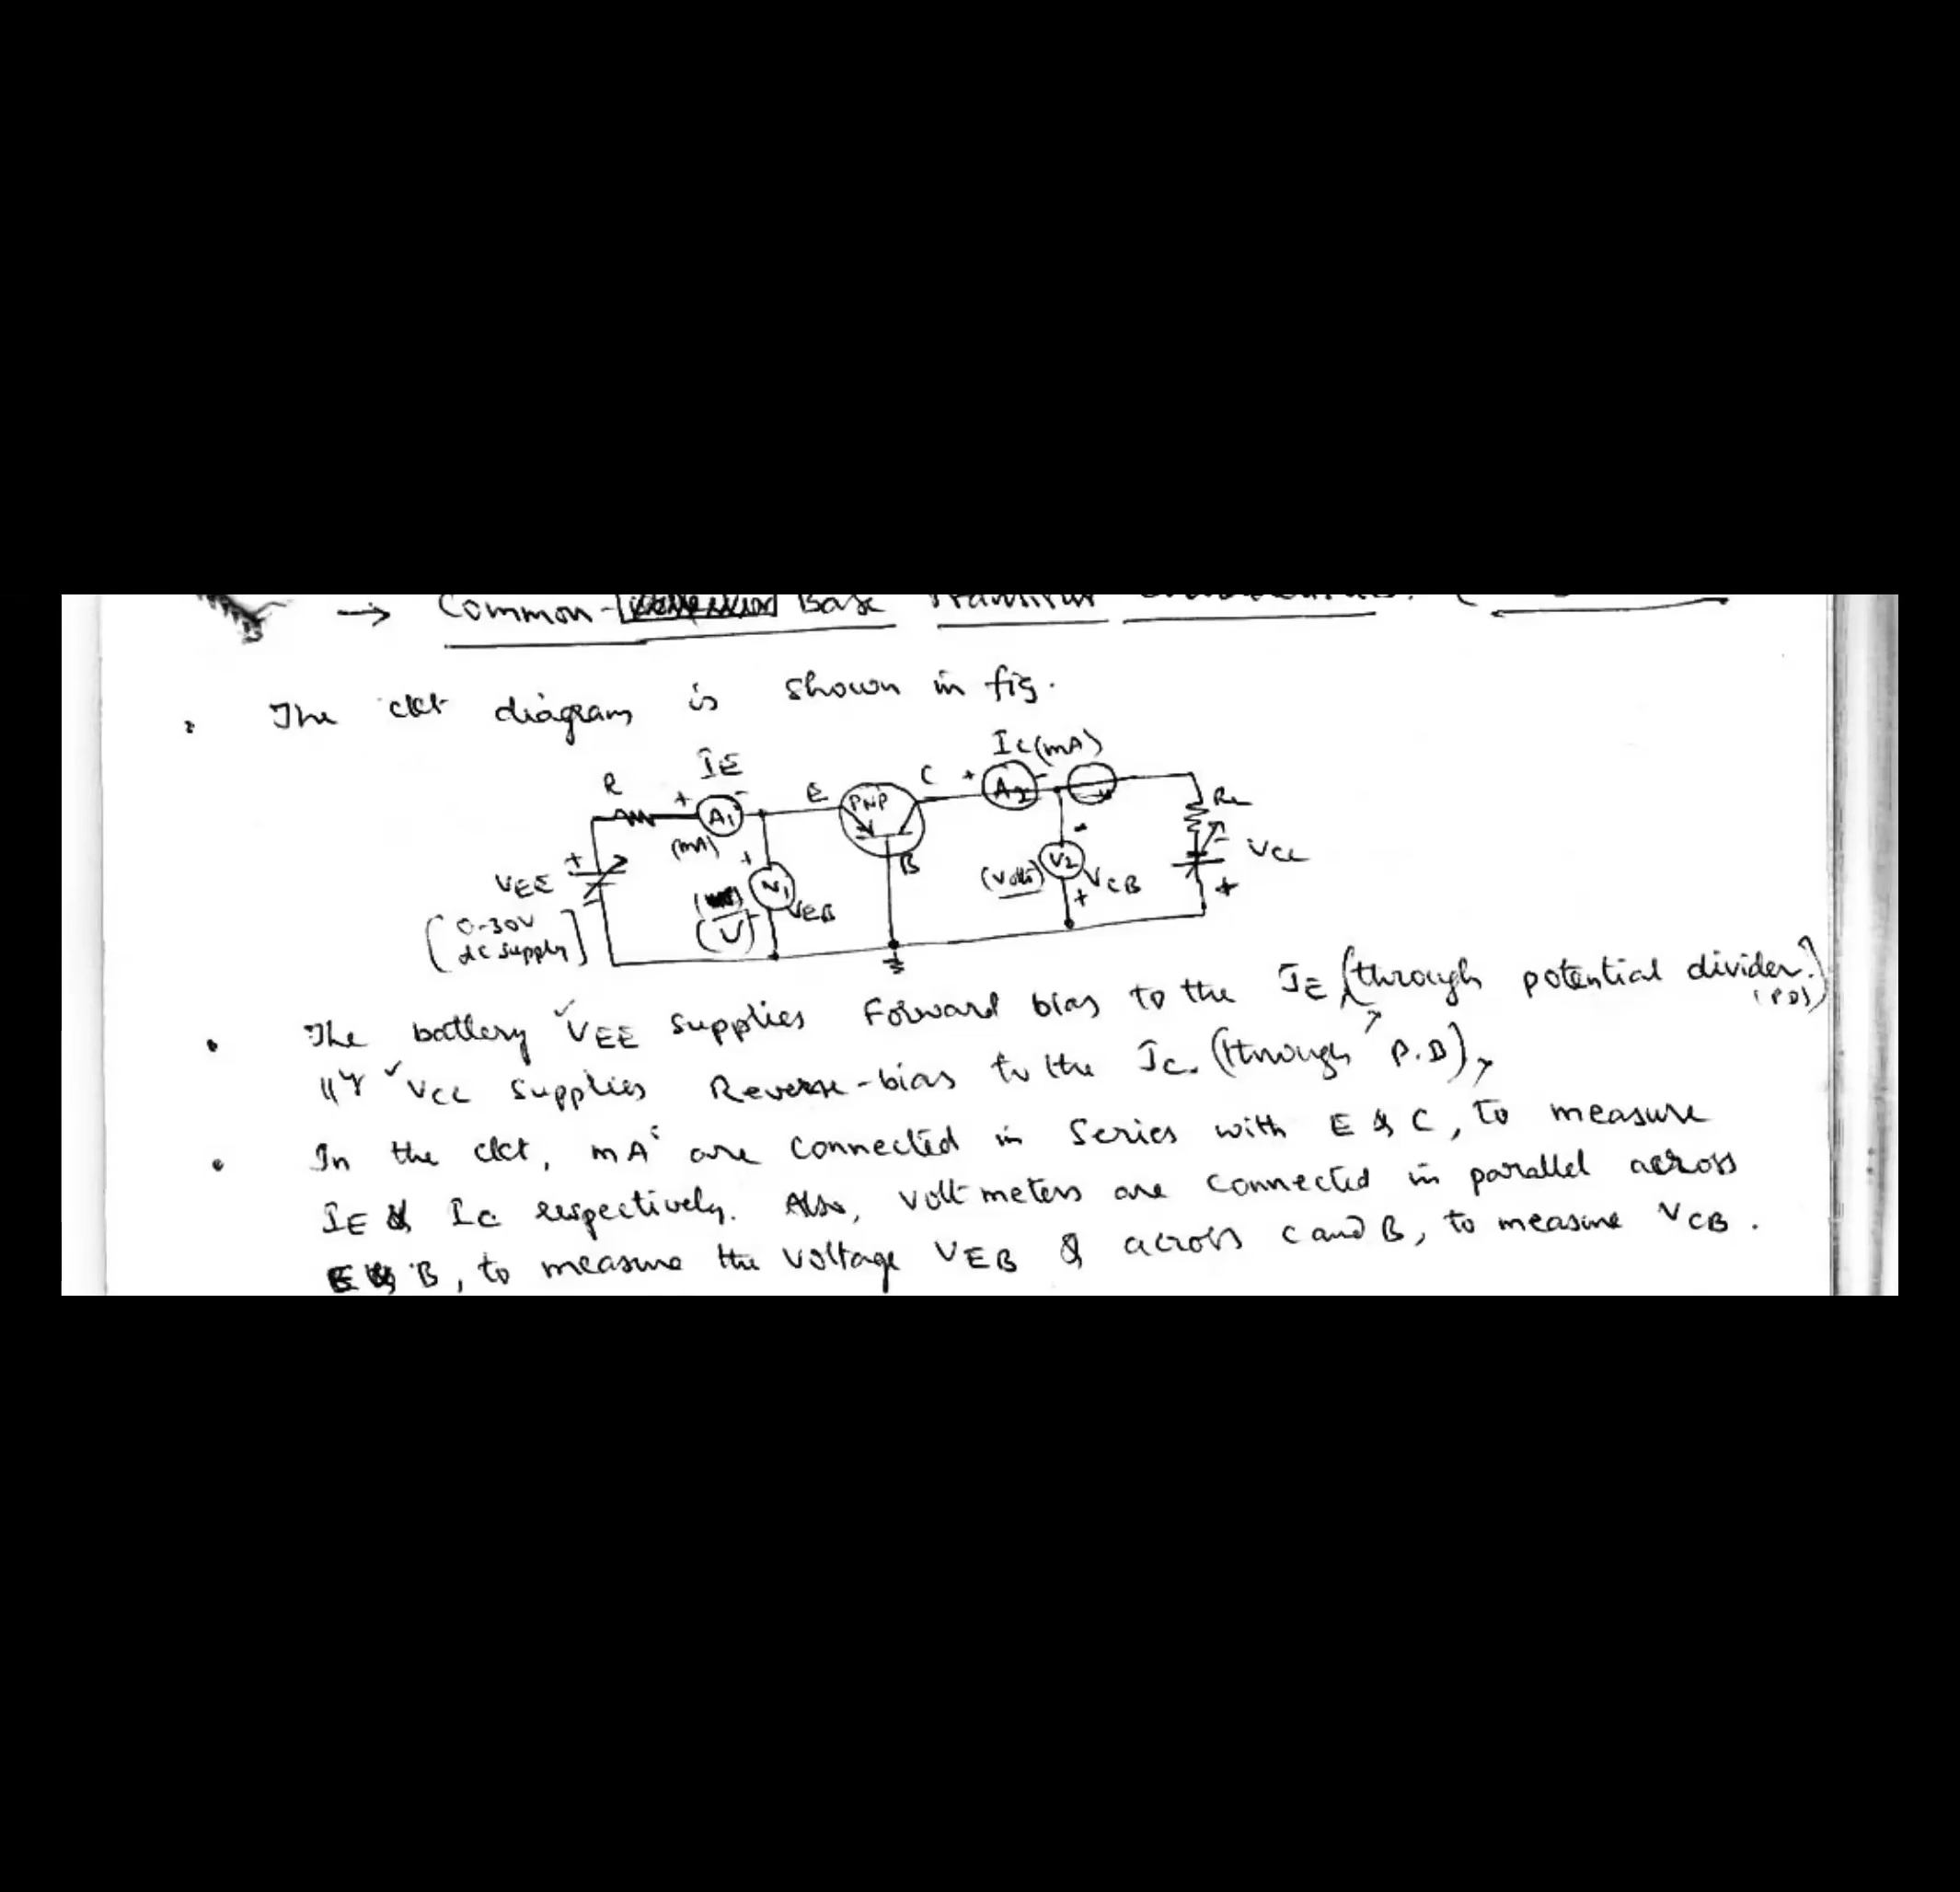 → Common- Base Transistor
The ckt diagram is shown in fig.
IE
Ic (mA)
R
+ A1 -
(mA)
E
PNP
C
B
+ A2 -
RL
VEE
+
[0-30V
dc supply]
+
V1
VEB
(V)
-
V2
(Volts)
VCB
+
VCC
+
The battery VEE supplies Forward bias to the JE (through potential divider.)
(PD)
llly VCC supplies Reverse-bias to the JC. (through P.D),
In the ckt, mA are connected in series with E & C, to measure
IE & IC respectively. Also, voltmeters are connected in parallel across
E & B, to measure the voltage VEB & across C and B, to measure VCB.